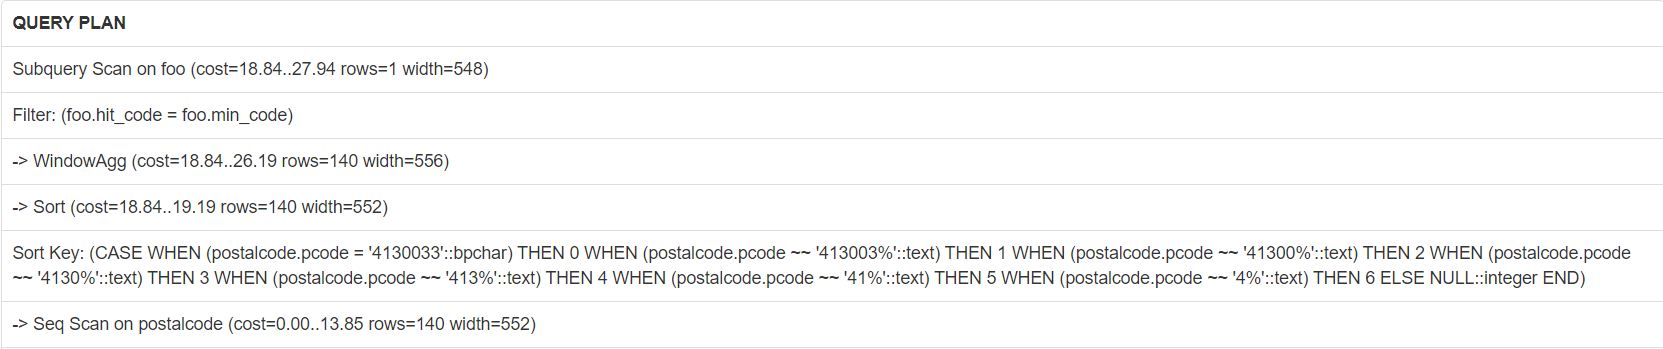 QUERY PLAN
Subquery Scan on foo (cost=18.84..27.94 rows=1 width=548)
Filter: (foo.hit_code = foo.min_code)
-> WindowAgg (cost=18.84..26.19 rows=140 width=556)
-> Sort (cost=18.84..19.19 rows=140 width=552)
Sort Key: (CASE WHEN (postalcode.pcode = '4130033'::bpchar) THEN 0 WHEN (postalcode.pcode ~~ '413003%'::text) THEN 1 WHEN (postalcode.pcode ~~ '41300%'::text) THEN 2 WHEN (postalcode.pcode
~~ '4130%'::text) THEN 3 WHEN (postalcode.pcode ~~ '413%'::text) THEN 4 WHEN (postalcode.pcode ~~ '41%'::text) THEN 5 WHEN (postalcode.pcode ~~ '4%'::text) THEN 6 ELSE NULL::integer END)
-> Seq Scan on postalcode (cost=0.00..13.85 rows=140 width=552)